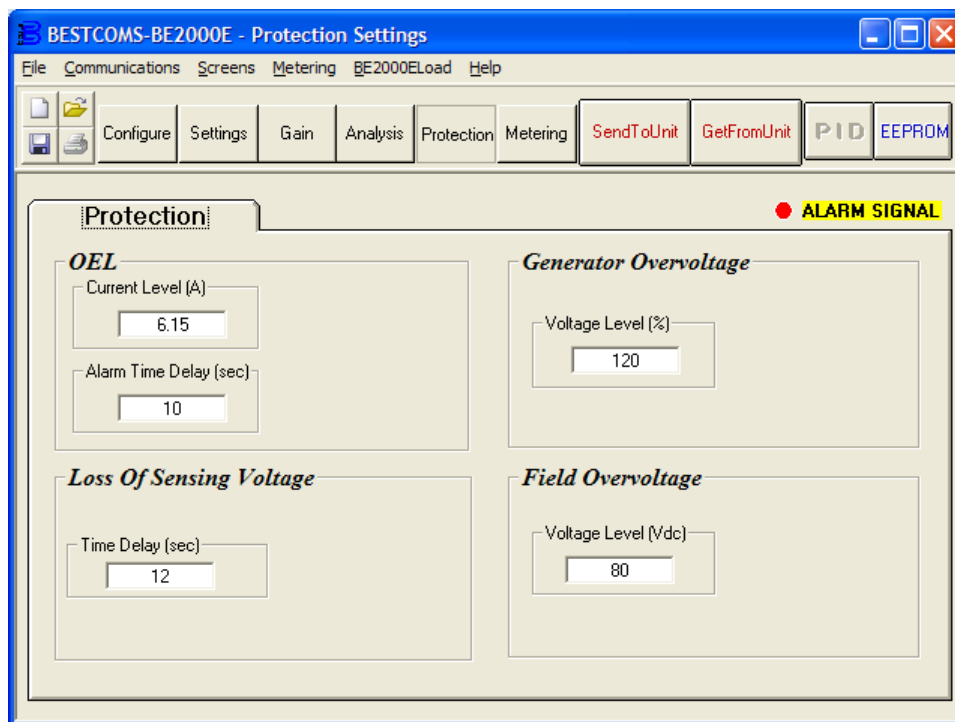 BESTCOMS-BE2000E - Protection Settings
File Communications Screens Metering BE2000ELoad Help
Configure Settings Gain Analysis Protection Metering SendToUnit GetFromUnit PID EEPROM
Protection
ALARM SIGNAL
OEL
Current Level (A)
6.15
Alarm Time Delay (sec)
10
Generator Overvoltage
Voltage Level (%)
120
Loss Of Sensing Voltage
Time Delay (sec)
12
Field Overvoltage
Voltage Level (Vdc)
80